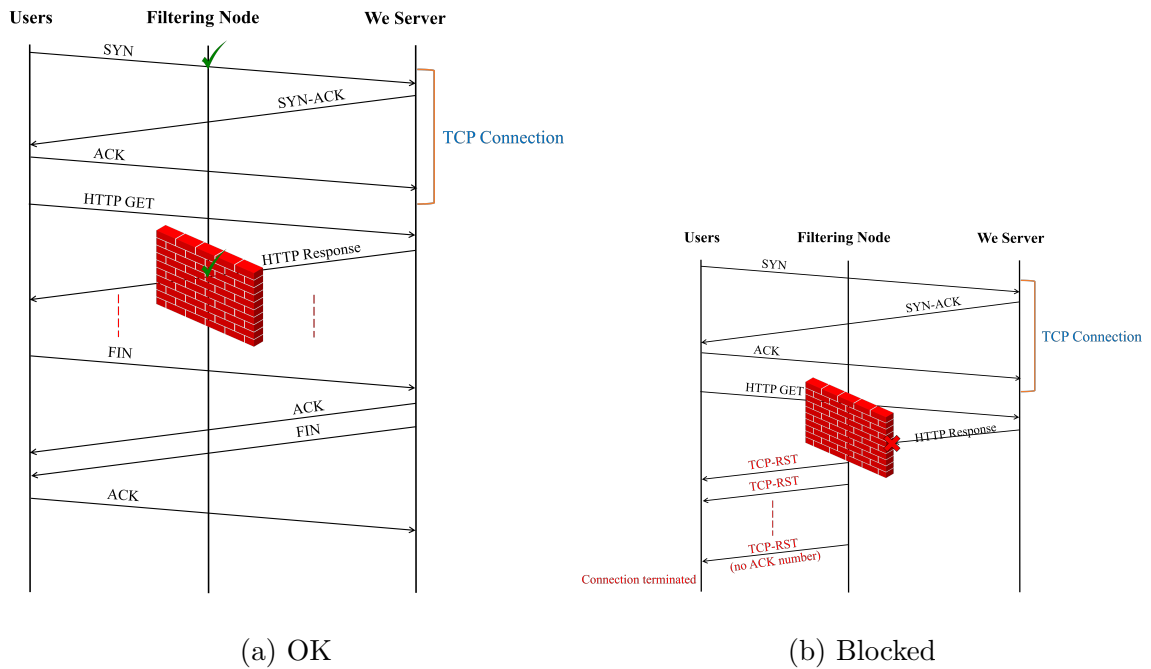 Users
Filtering Node
We Server
SYN
SYN-ACK
TCP Connection
ACK
HTTP GET
HTTP Response
FIN
ACK
FIN
ACK
(a) OK
Users
Filtering Node
We Server
SYN
SYN-ACK
TCP Connection
ACK
HTTP GET
HTTP Response
TCP-RST
TCP-RST
TCP-RST
(no ACK number)
Connection terminated
(b) Blocked